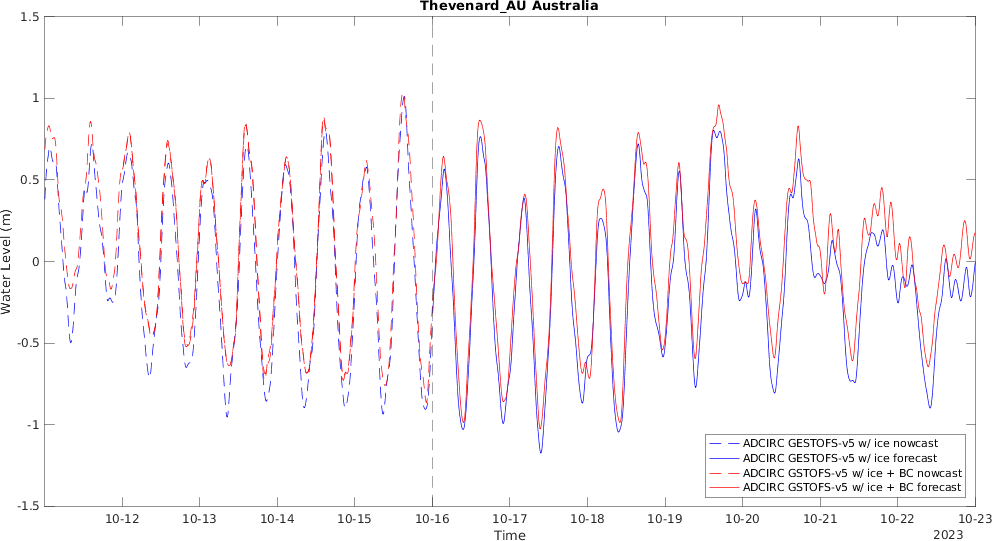 Thevenard_AU Australia
1.5
1
0.5
0
-0.5
-1
-1.5
Water Level (m)
10-12 10-13 10-14 10-15 10-16 10-17 10-18 10-19 10-20 10-21 10-22 10-23
Time
2023
ADCIRC GESTOFS-v5 w/ ice nowcast
ADCIRC GESTOFS-v5 w/ ice forecast
ADCIRC GSTOFS-v5 w/ ice + BC nowcast
ADCIRC GSTOFS-v5 w/ ice + BC forecast